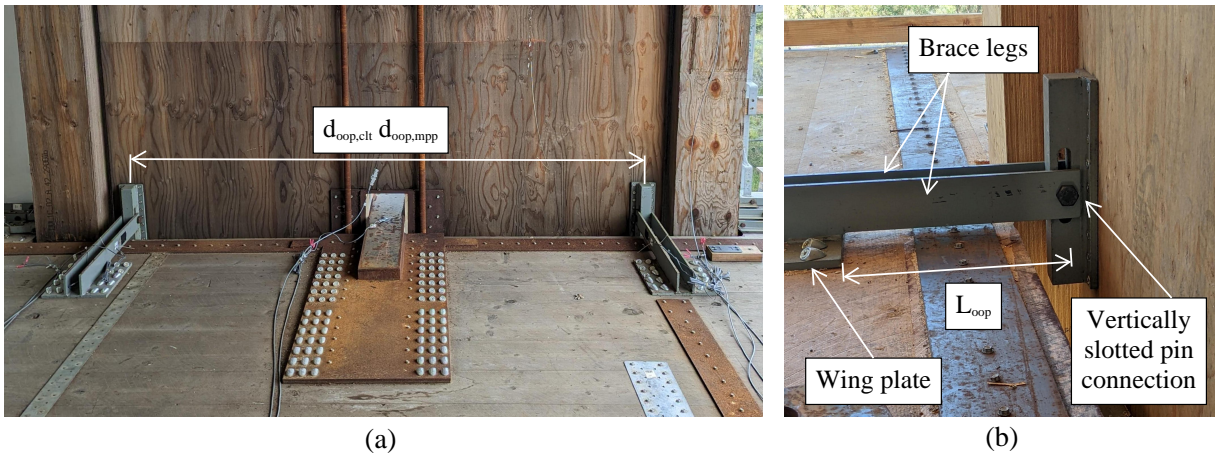 d_oop,clt d_oop,mpp
Brace legs
L_oop
Wing plate
Vertically
slotted pin
connection
(a)
(b)